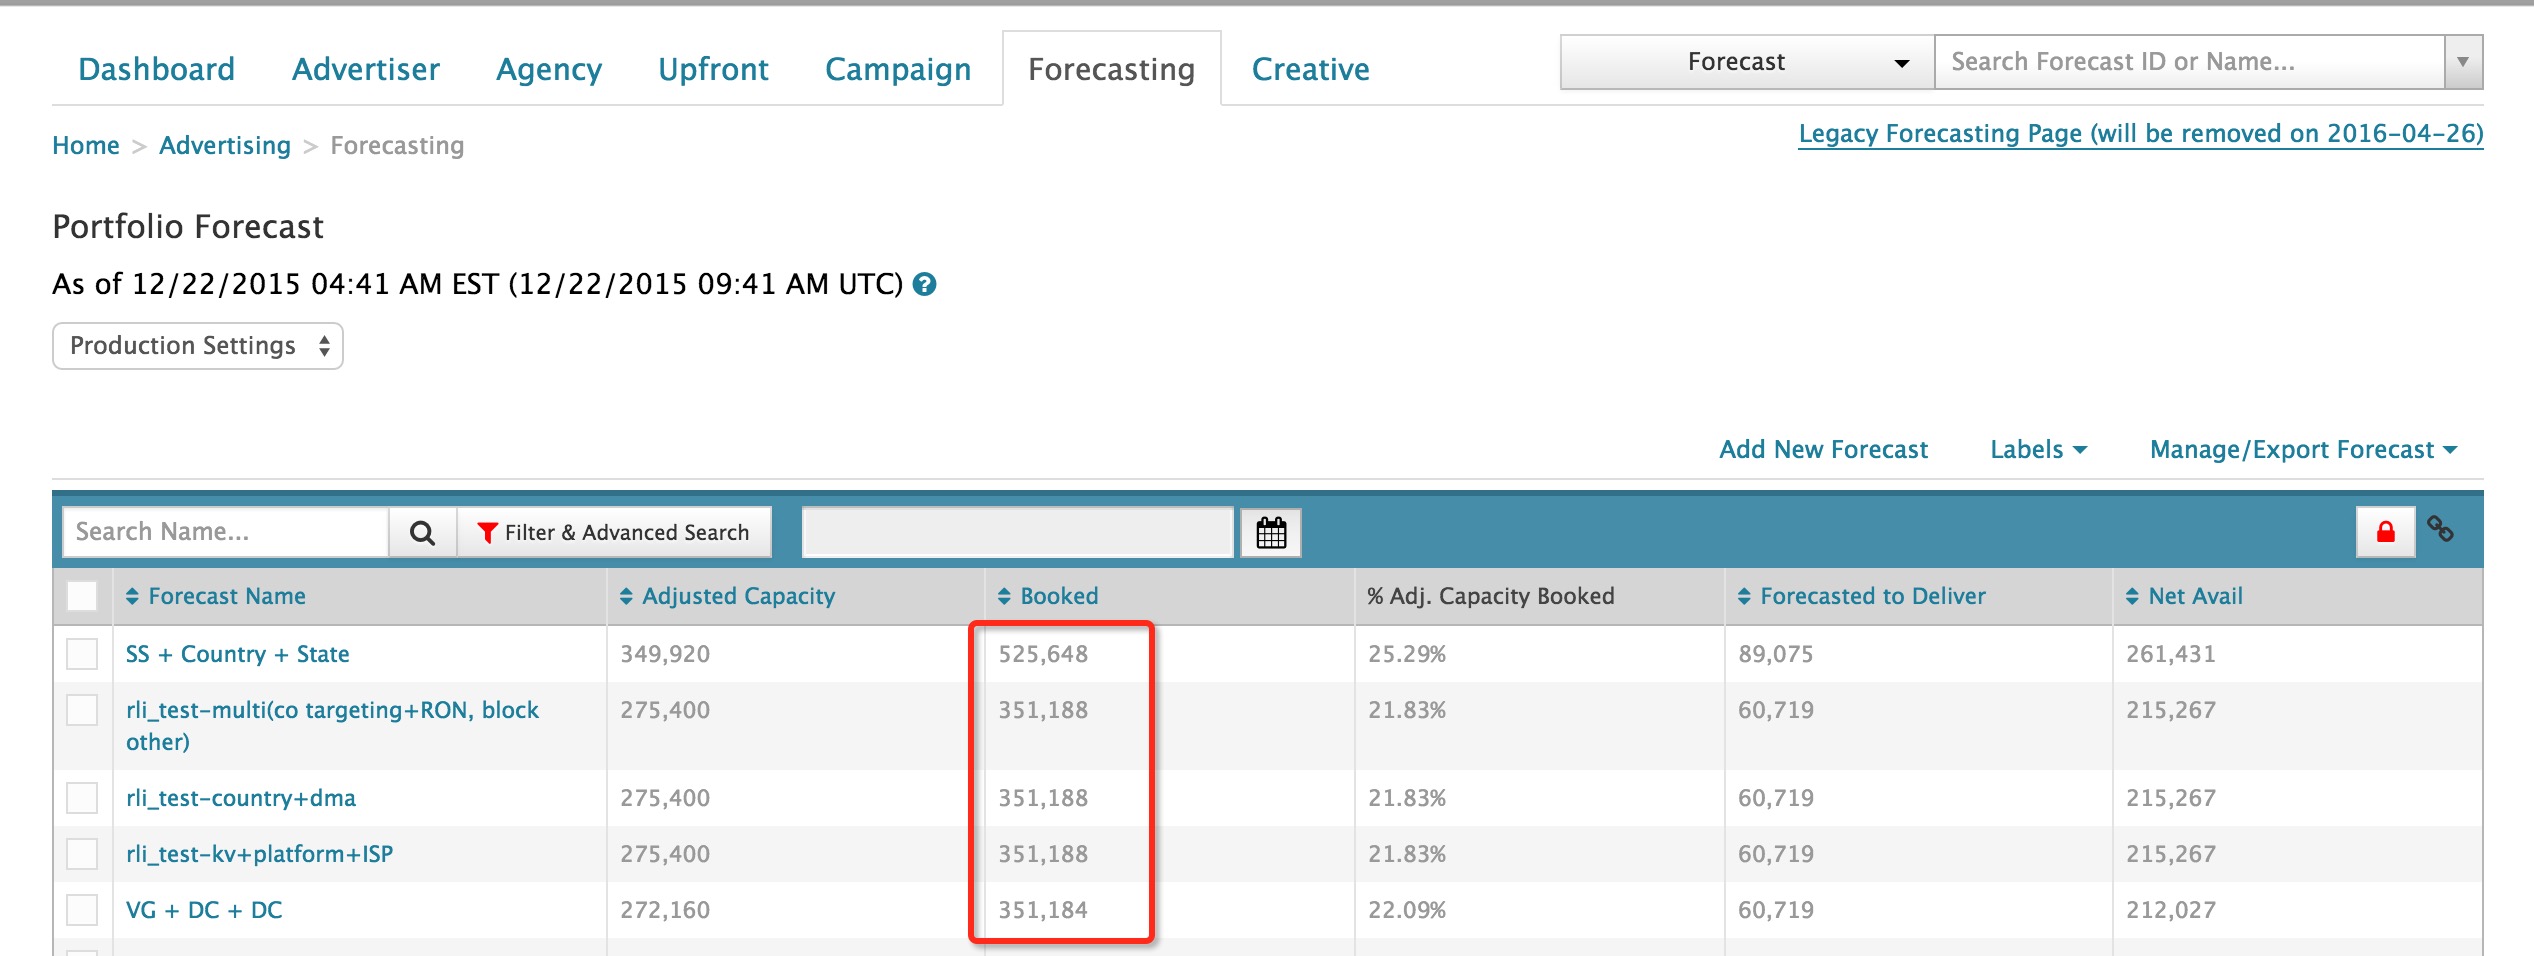 Dashboard Advertiser Agency Upfront Campaign Forecasting Creative Forecast Search Forecast ID or Name...
Home > Advertising > Forecasting
Legacy Forecasting Page (will be removed on 2016-04-26)
Portfolio Forecast
As of 12/22/2015 04:41 AM EST (12/22/2015 09:41 AM UTC) ?
Production Settings
Add New Forecast Labels Manage/Export Forecast
Search Name... Filter & Advanced Search
Forecast Name Adjusted Capacity Booked % Adj. Capacity Booked Forecasted to Deliver Net Avail
SS + Country + State 349,920 525,648 25.29% 89,075 261,431
rli_test-multi(co targeting+RON, block 275,400 351,188 21.83% 60,719 215,267
other)
rli_test-country+dma 275,400 351,188 21.83% 60,719 215,267
rli_test-kv+platform+ISP 275,400 351,188 21.83% 60,719 215,267
VG + DC + DC 272,160 351,184 22.09% 60,719 212,027